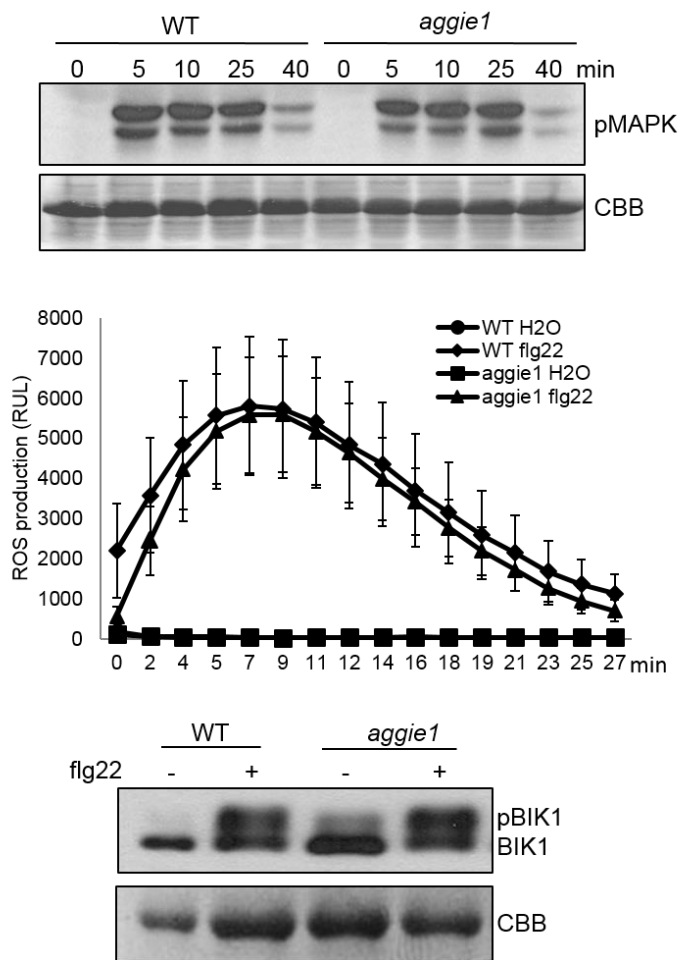 WT aggie1
0 5 10 25 40 0 5 10 25 40 min
pMAPK
CBB
8000
7000
6000
5000
4000
3000
2000
1000
0
ROS production (RUL)
WT H2O
WT flg22
aggie1 H2O
aggie1 flg22
0 2 4 5 7 9 11 12 14 16 18 19 21 23 25 27 min
WT aggie1
flg22 - + - +
pBIK1
BIK1
CBB